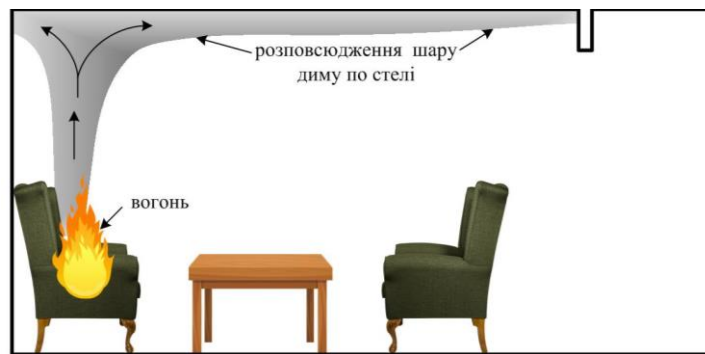 розповсюдження шару
диму по стелі
вогонь